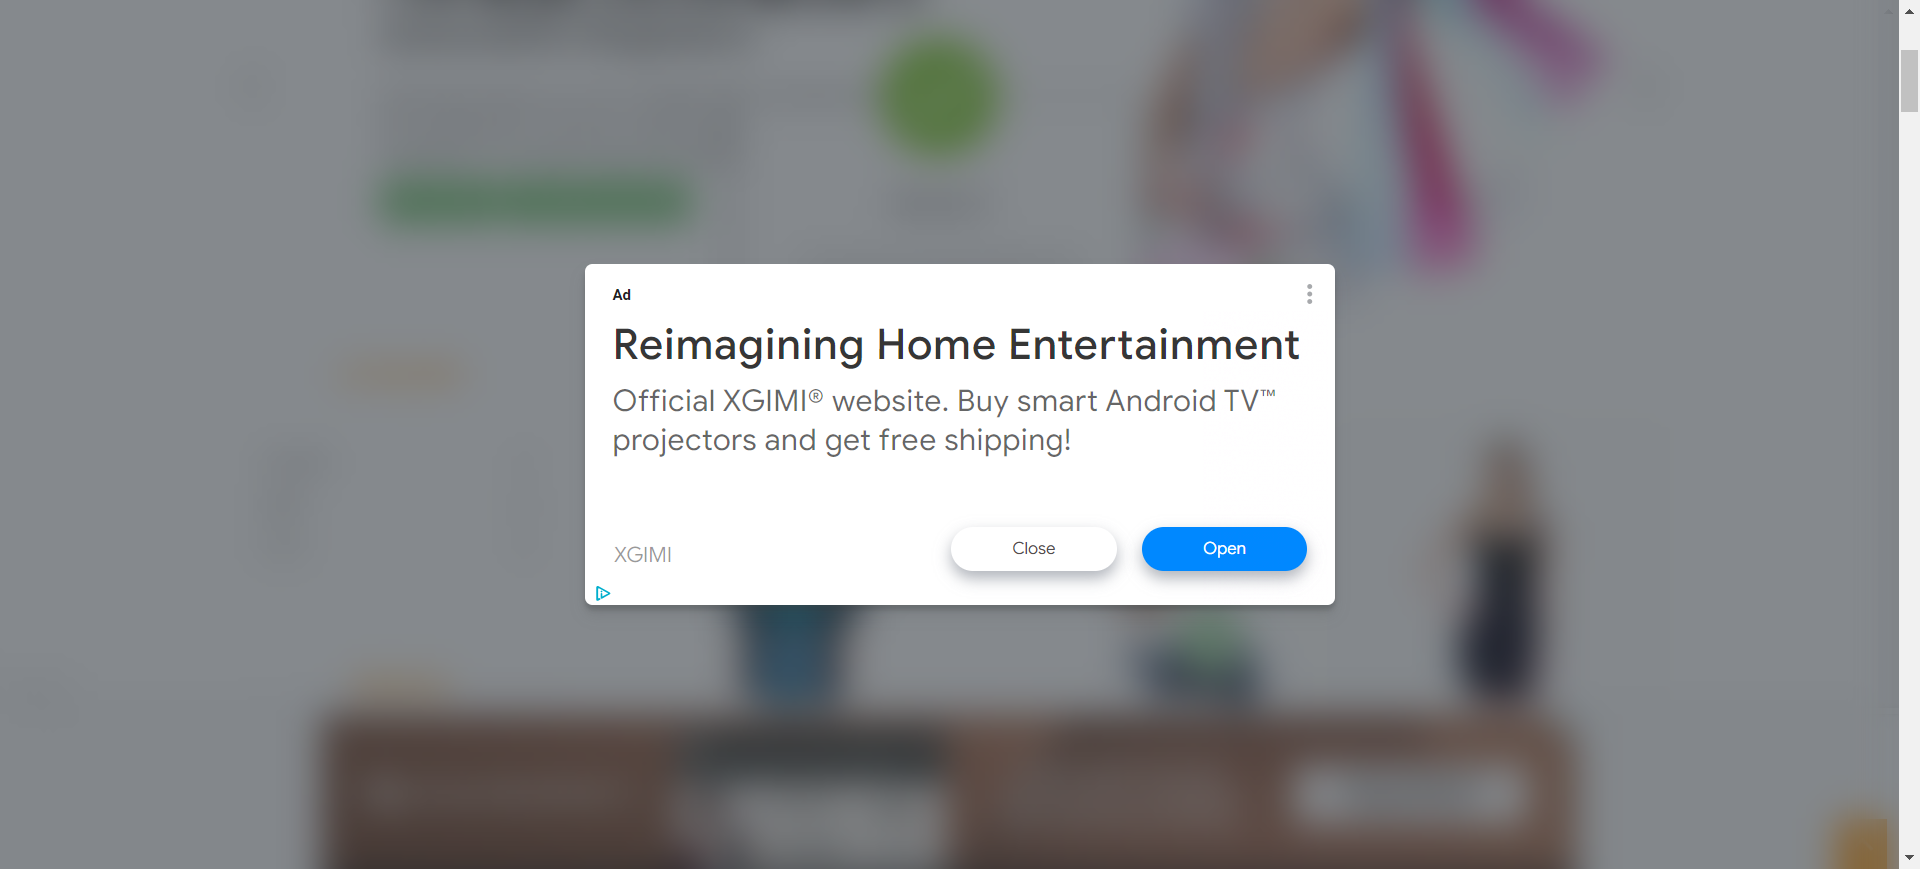 Ad
Reimagining Home Entertainment
Official XGIMI® website. Buy smart Android TV™
projectors and get free shipping!
XGIMI
Close
Open